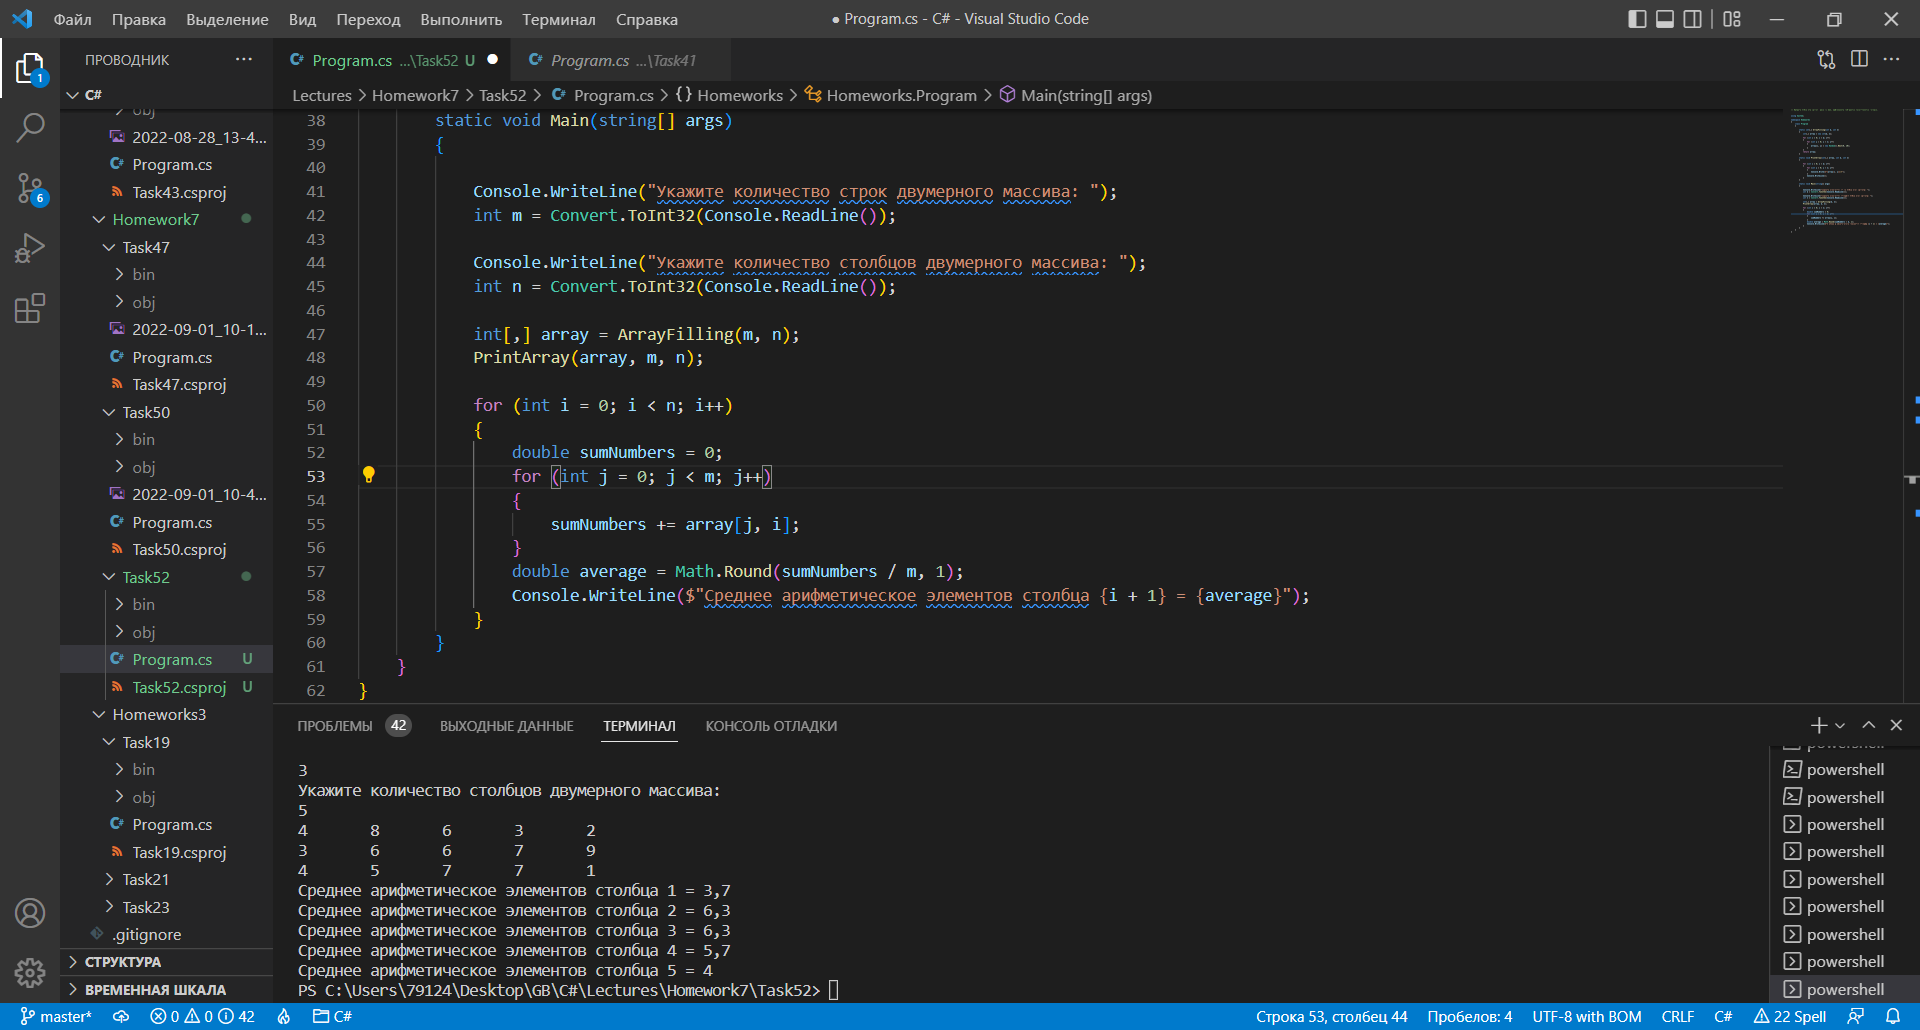 Файл Правка Выделение Вид Переход Выполнить Терминал Справка
● Program.cs - C# - Visual Studio Code
ПРОВОДНИК ···
C#
obj
2022-08-28_13-4...
Program.cs
Task43.csproj
Homework7
Task47
bin
obj
2022-09-01_10-1...
Program.cs
Task47.csproj
Task50
bin
obj
2022-09-01_10-4...
Program.cs
Task50.csproj
Task52
bin
obj
Program.cs U
Task52.csproj U
Homeworks3
Task19
bin
obj
Program.cs
Task19.csproj
Task21
Task23
.gitignore
СТРУКТУРА
ВРЕМЕННАЯ ШКАЛА
1
6
Program.cs ...\Task52 U ●
Program.cs ...\Task41
Lectures > Homework7 > Task52 > Program.cs > {} Homeworks > Homeworks.Program > Main(string[] args)
38 static void Main(string[] args)
39 {
40
41 Console.WriteLine("Укажите количество строк двумерного массива: ");
42 int m = Convert.ToInt32(Console.ReadLine());
43
44 Console.WriteLine("Укажите количество столбцов двумерного массива: ");
45 int n = Convert.ToInt32(Console.ReadLine());
46
47 int[,] array = ArrayFilling(m, n);
48 PrintArray(array, m, n);
49
50 for (int i = 0; i < n; i++)
51 {
52 double sumNumbers = 0;
53 for (int j = 0; j < m; j++)
54 {
55 sumNumbers += array[j, i];
56 }
57 double average = Math.Round(sumNumbers / m, 1);
58 Console.WriteLine($"Среднее арифметическое элементов столбца {i + 1} = {average}");
59 }
60 }
61 }
62 }
ПРОБЛЕМЫ 42 ВЫХОДНЫЕ ДАННЫЕ ТЕРМИНАЛ КОНСОЛЬ ОТЛАДКИ
3
Укажите количество столбцов двумерного массива:
5
4 8 6 3 2
3 6 6 7 9
4 5 7 7 1
Среднее арифметическое элементов столбца 1 = 3,7
Среднее арифметическое элементов столбца 2 = 6,3
Среднее арифметическое элементов столбца 3 = 6,3
Среднее арифметическое элементов столбца 4 = 5,7
Среднее арифметическое элементов столбца 5 = 4
PS C:\Users\79124\Desktop\GB\C#\Lectures\Homework7\Task52>
powershell
powershell
powershell
powershell
powershell
powershell
powershell
powershell
powershell
powershell
master* 0 0 42 C#
Строка 53, столбец 44 Пробелов: 4 UTF-8 with BOM CRLF C# 22 Spell